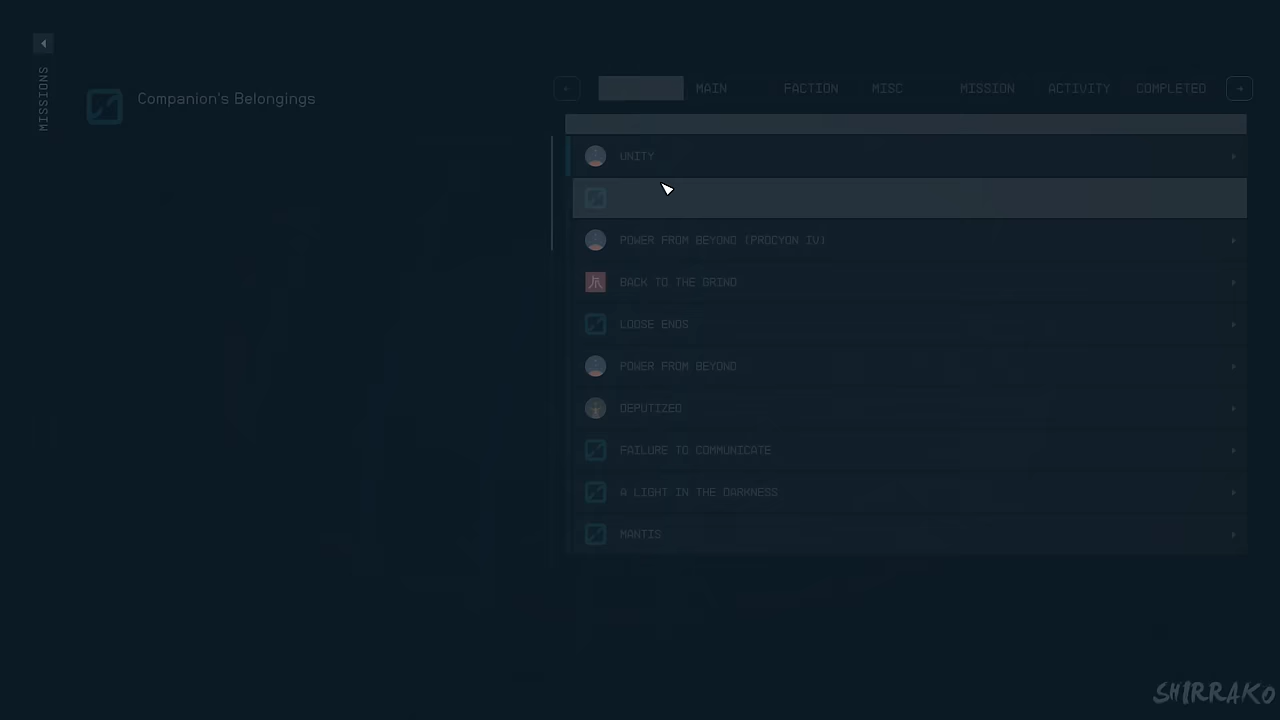 MISSIONS
Companion's Belongings
MAIN FACTION MISC MISSION ACTIVITY COMPLETED
UNITY
POWER FROM BEYOND (PROCYON IV)
BACK TO THE GRIND
LOOSE ENDS
POWER FROM BEYOND
DEPUTIZED
FAILURE TO COMMUNICATE
A LIGHT IN THE DARKNESS
MANTIS
SHIRRAKO